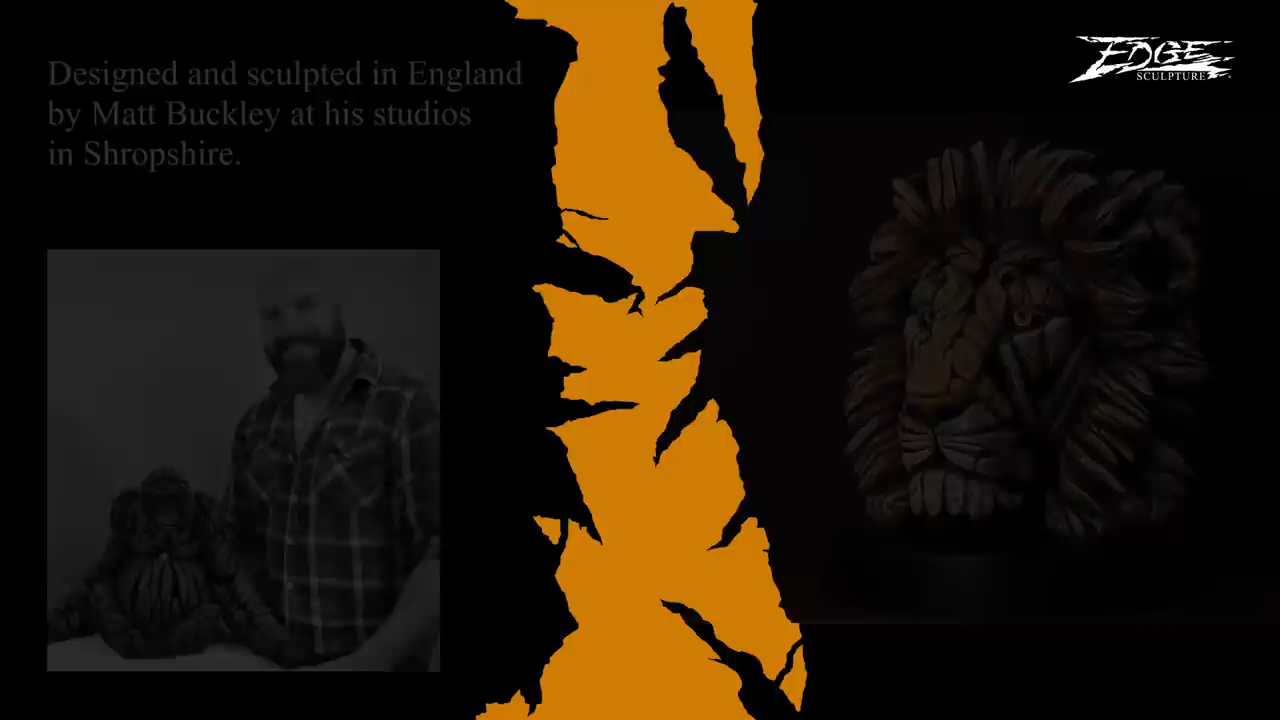 Designed and sculpted in England
by Matt Buckley at his studios
in Shropshire.
EDGE
SCULPTURE